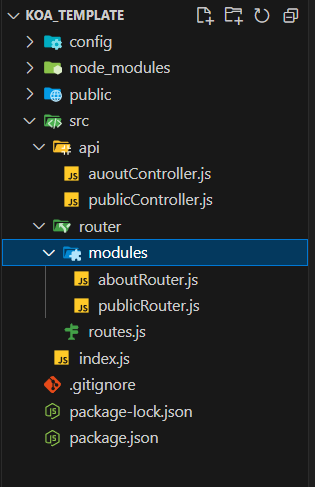 KOA_TEMPLATE
config
node_modules
public
src
api
auoutController.js
publicController.js
router
modules
aboutRouter.js
publicRouter.js
routes.js
index.js
.gitignore
package-lock.json
package.json